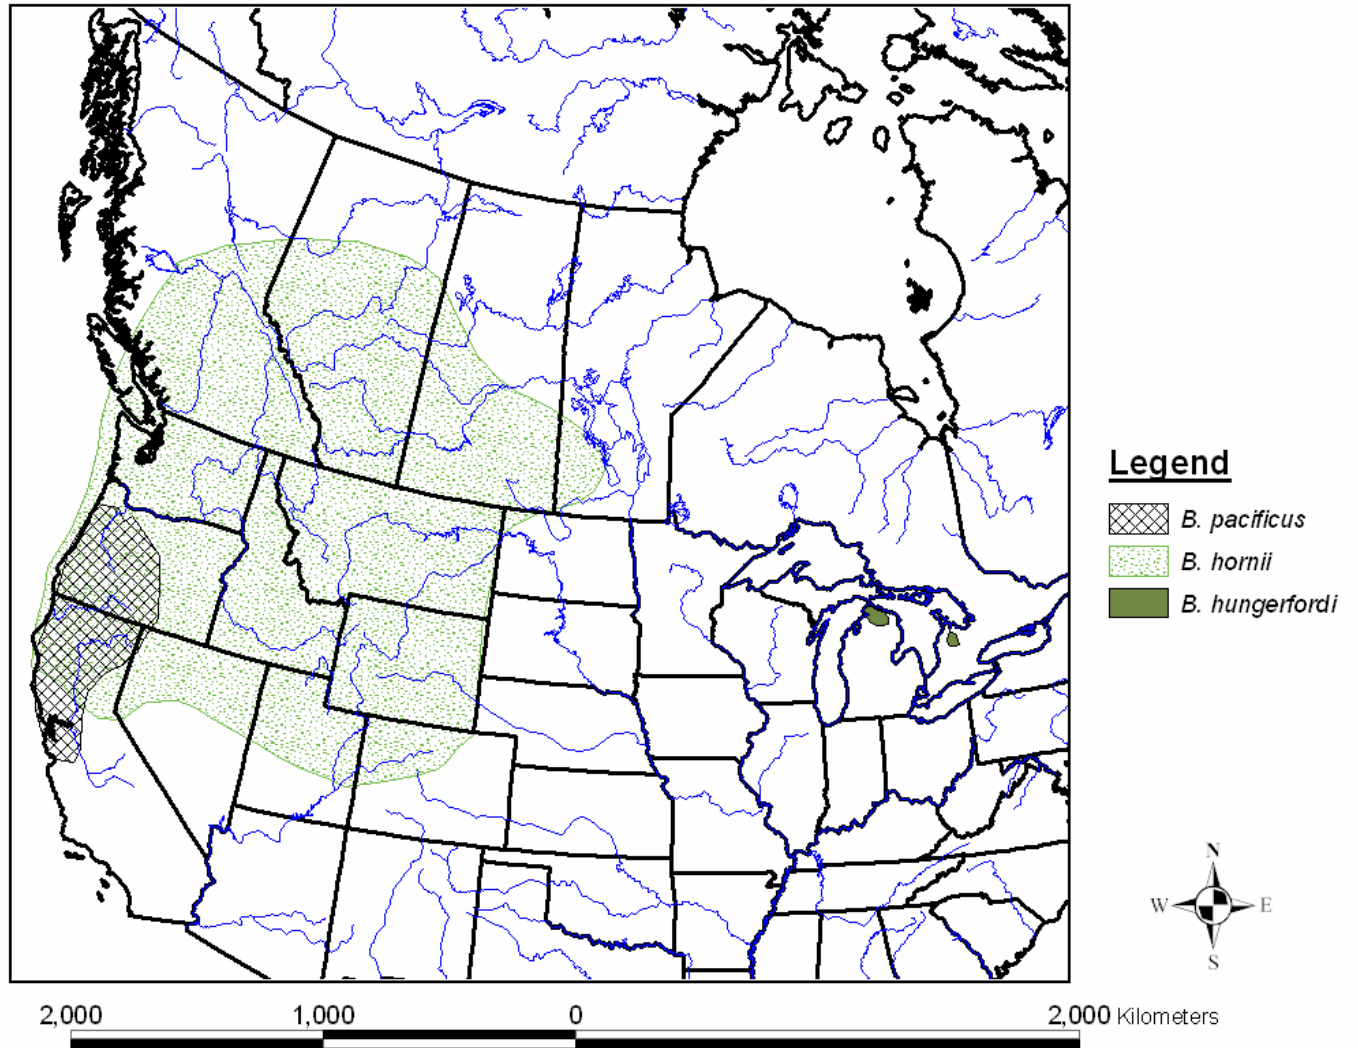 Legend
B. pacificus
B. hornii
B. hungerfordi
N
W E
S
2,000 1,000 0 2,000 Kilometers